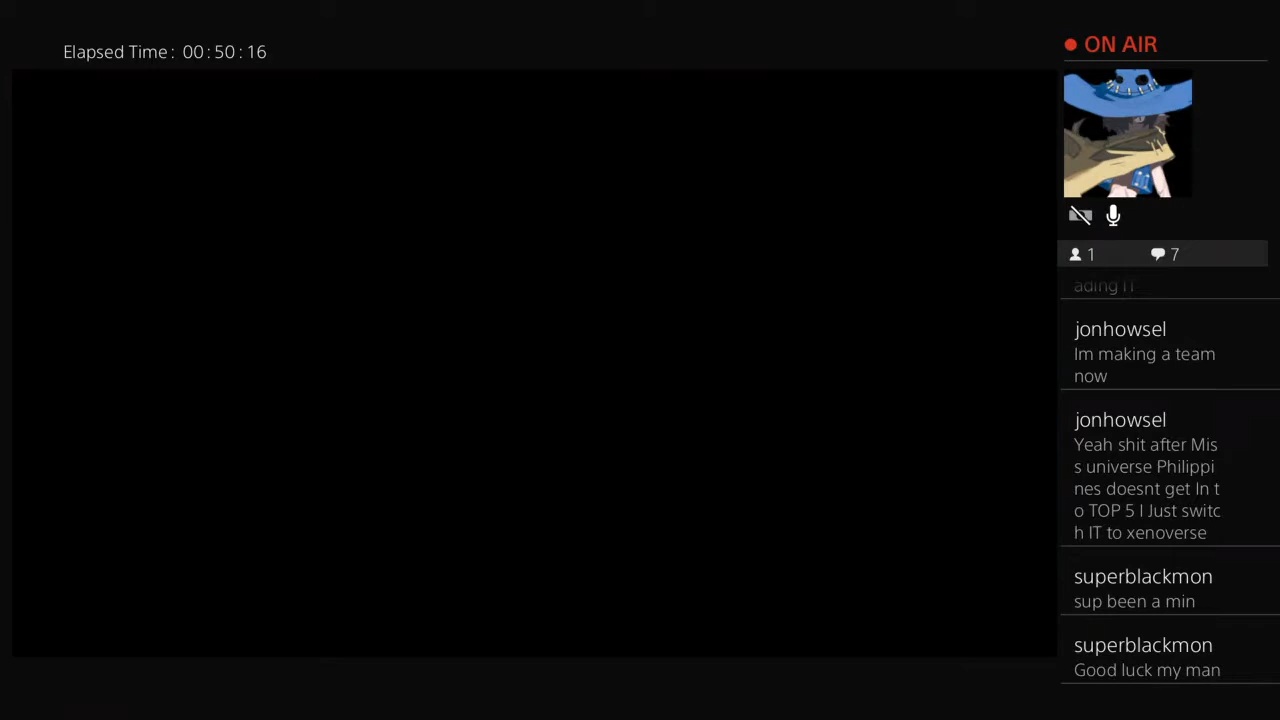 Elapsed Time: 00:50:16
ON AIR
1 7
ading IT
jonhowsel
Im making a team
now
jonhowsel
Yeah shit after Mis
s universe Philippi
nes doesnt get In t
o TOP 5 I Just switc
h IT to xenoverse
superblackmon
sup been a min
superblackmon
Good luck my man